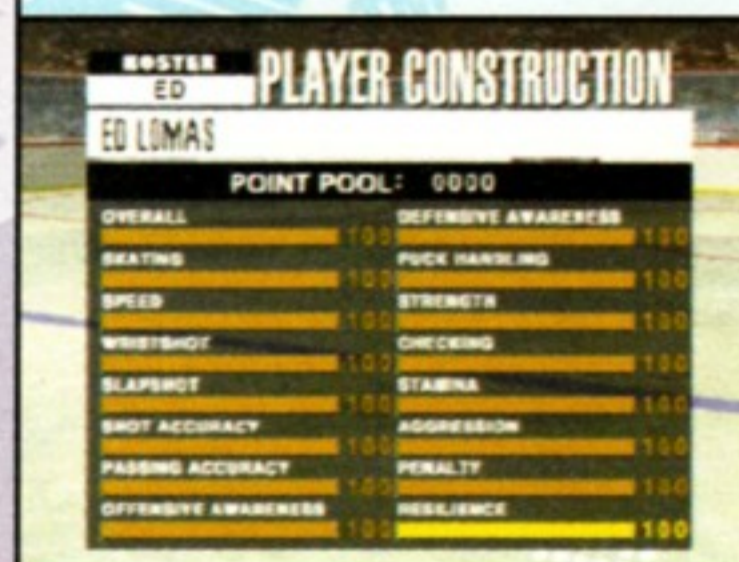 ROSTER
ED
PLAYER CONSTRUCTION
ED LOMAS
POINT POOL: 0000
OVERALL 100
DEFENSIVE AWARENESS 100
SKATING 100
PUCK HANDLING 100
SPEED 100
STRENGTH 100
WRISTSHOT 100
CHECKING 100
SLAPSHOT 100
STAMINA 100
SHOT ACCURACY 100
AGGRESSION 100
PASSING ACCURACY 100
PENALTY 100
OFFENSIVE AWARENESS 100
RESILIENCE 100